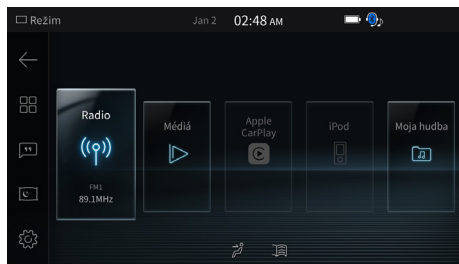 Režim
Jan 2
02:48 AM
Radio
FM1
89.1MHz
Médiá
Apple
CarPlay
iPod
Moja hudba